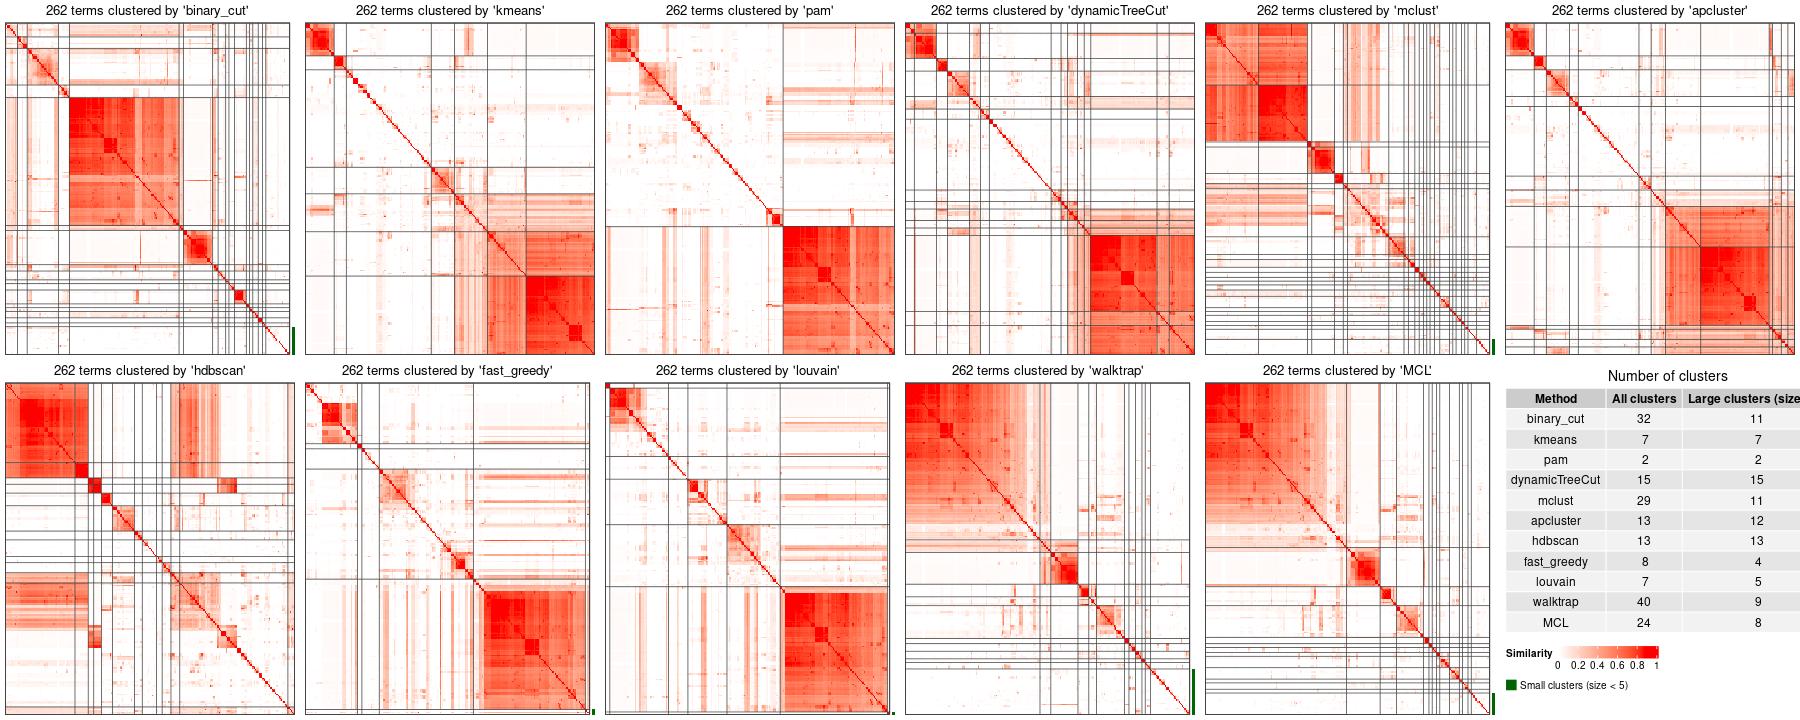 262 terms clustered by 'binary_cut'
262 terms clustered by 'kmeans'
262 terms clustered by 'pam'
262 terms clustered by 'dynamicTreeCut'
262 terms clustered by 'mclust'
262 terms clustered by 'apcluster'
262 terms clustered by 'hdbscan'
262 terms clustered by 'fast_greedy'
262 terms clustered by 'louvain'
262 terms clustered by 'walktrap'
262 terms clustered by 'MCL'
Number of clusters
Method All clusters Large clusters (size
binary_cut 32 11
kmeans 7 7
pam 2 2
dynamicTreeCut 15 15
mclust 29 11
apcluster 13 12
hdbscan 13 13
fast_greedy 8 4
louvain 7 5
walktrap 40 9
MCL 24 8
Similarity
0 0.2 0.4 0.6 0.8 1
Small clusters (size < 5)